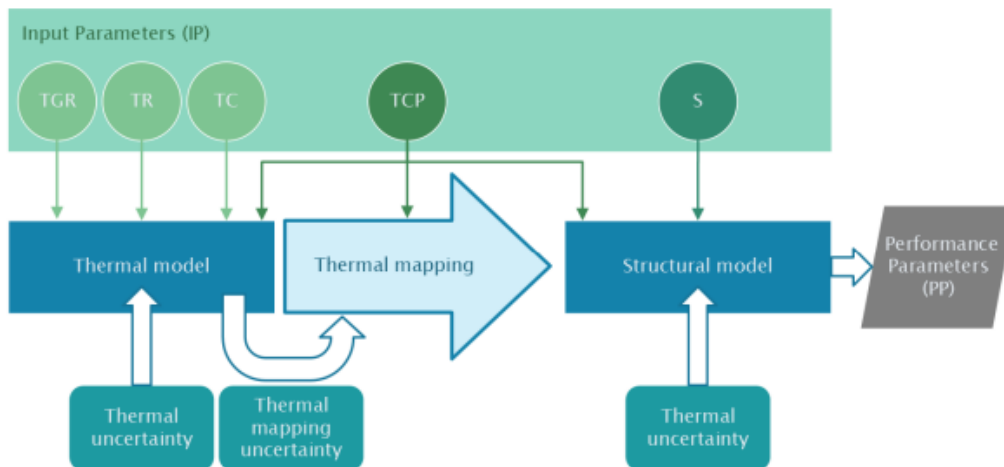 Input Parameters (IP)
TGR
TR
TC
TCP
S
Thermal model
Thermal mapping
Structural model
Performance
Parameters
(PP)
Thermal
uncertainty
Thermal
mapping
uncertainty
Thermal
uncertainty